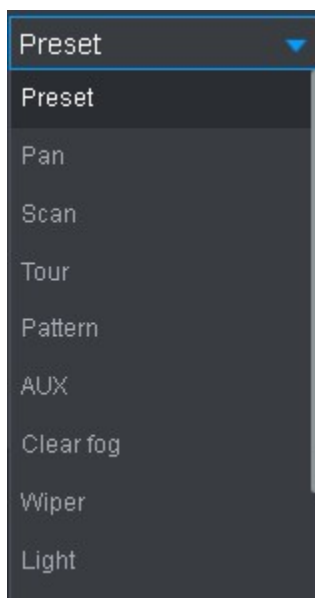 Preset
Preset
Pan
Scan
Tour
Pattern
AUX
Clear fog
Wiper
Light